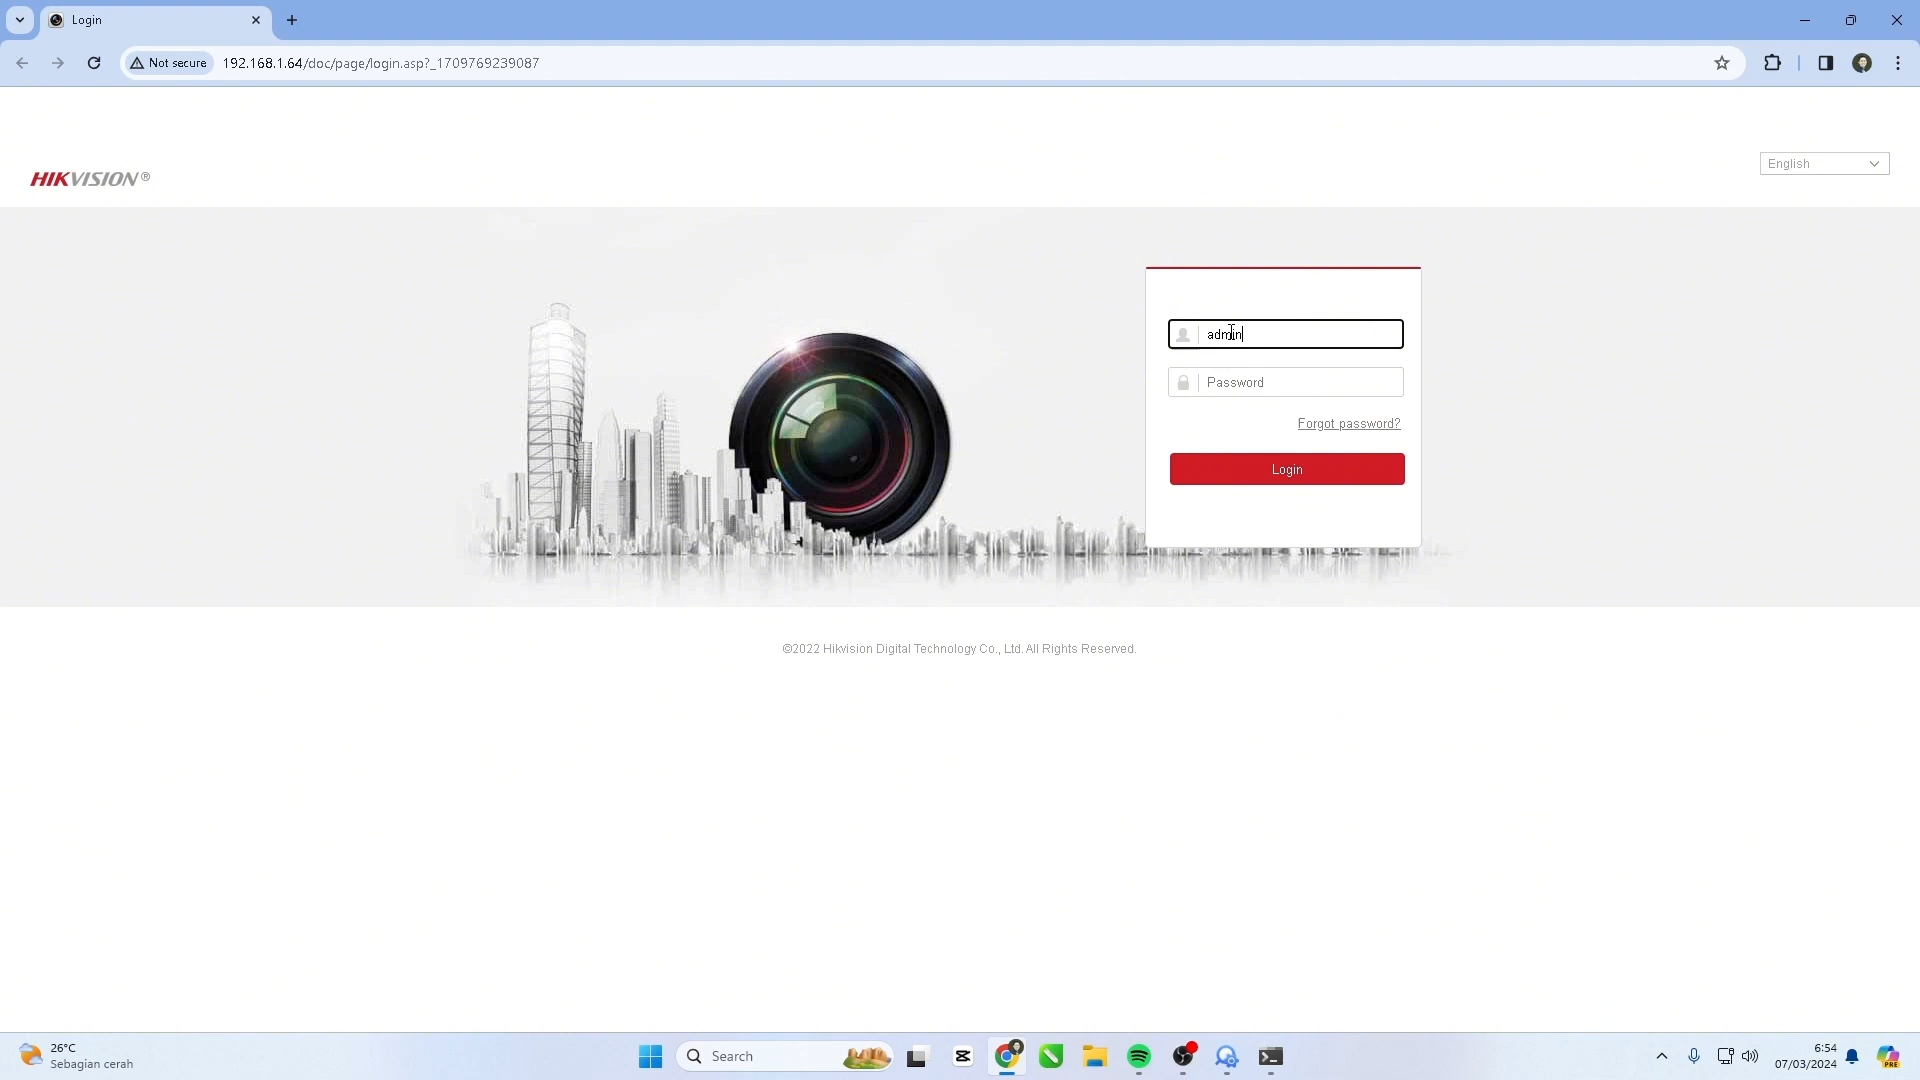 Login
Not secure
192.168.1.64/doc/page/login.asp?_1709769239087
HIKVISION®
English
admin
Password
Forgot password?
Login
©2022 Hikvision Digital Technology Co., Ltd. All Rights Reserved.
26°C
Sebagian cerah
Search
6:54
07/03/2024
PRE